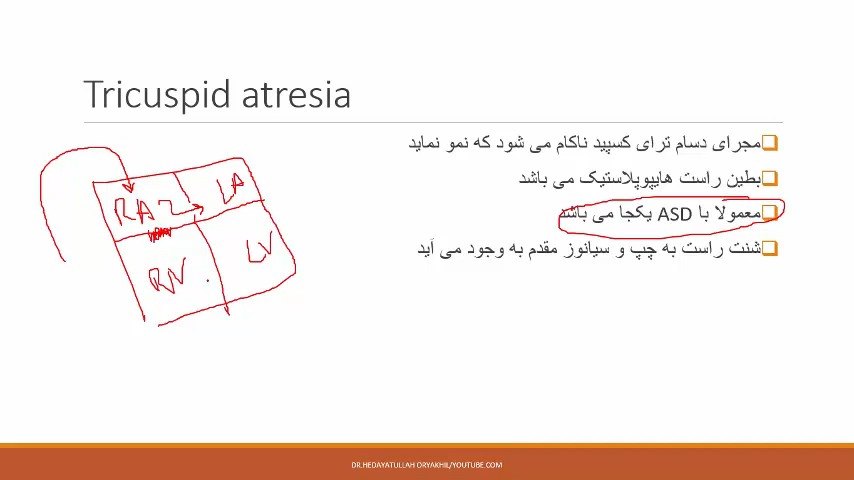 Tricuspid atresia
مجرای دسام ترای کسپید ناکام می شود که نمو نماید
بطین راست هایپوپلاستیک می باشد
معمولا با ASD یکجا می باشد
شنت راست به چپ و سیانوز مقدم به وجود می آید
RA LA
RV LV
DR.HEDAYATULLAH ORYAKHIL/YOUTUBE.COM